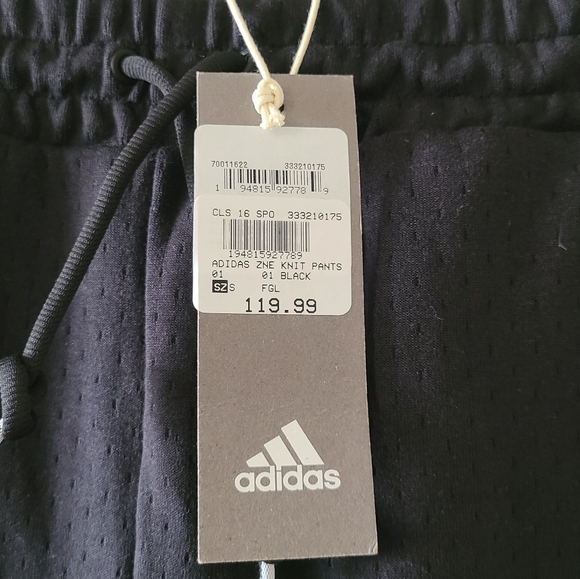 70011622 333210175
1 94815 92778 9
CLS 16 SPO 333210175
194815927789
ADIDAS ZNE KNIT PANTS
01 01 BLACK
SZ S FGL
119.99
adidas